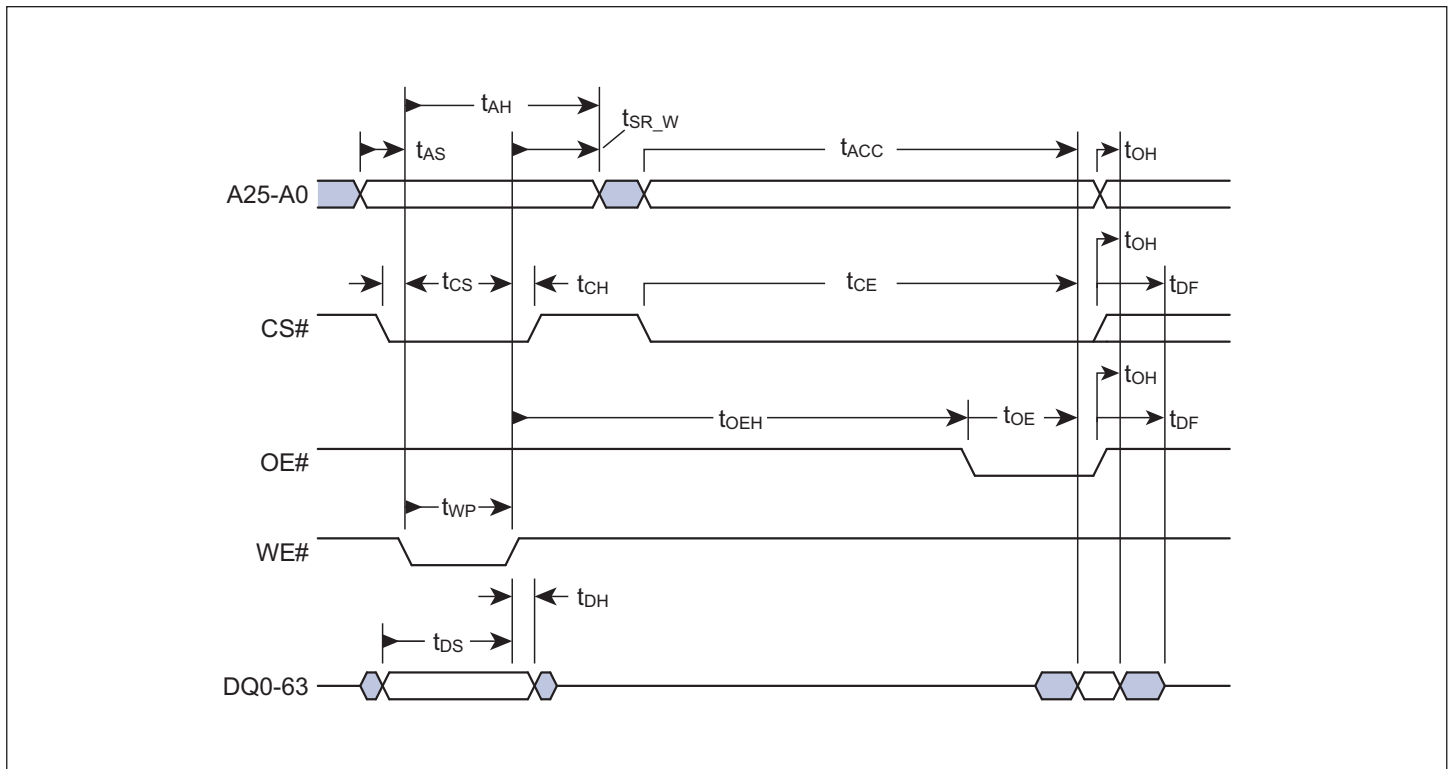 tAH
tSR_W
tAS
tACC
tOH
A25-A0
tOH
tCS
tCH
tCE
tDF
CS#
tOH
tOEH
tOE
tDF
OE#
tWP
WE#
tDH
tDS
DQ0-63